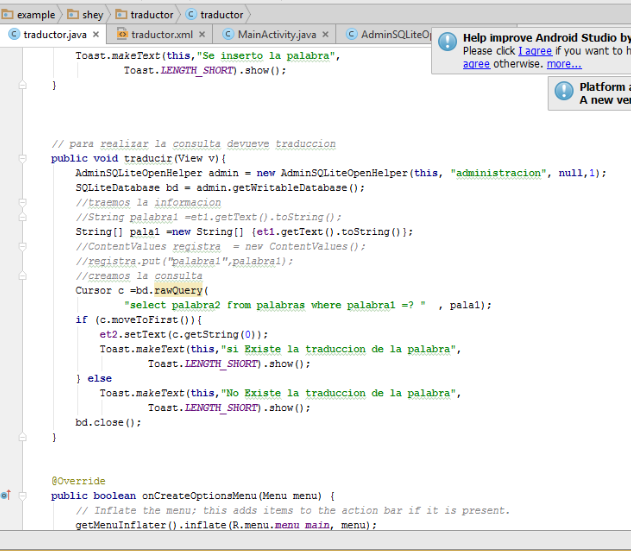 example shey traductor traductor
traductor.java traductor.xml MainActivity.java AdminSQLiteOp
Help improve Android Studio by
Please click I agree if you want to h
agree otherwise. more...
Platform a
A new ver
Toast.makeText(this,"Se inserto la palabra",
Toast.LENGTH_SHORT).show();
}
// para realizar la consulta devueve traduccion
public void traducir(View v){
AdminSQLiteOpenHelper admin = new AdminSQLiteOpenHelper(this, "administracion", null,1);
SQLiteDatabase bd = admin.getWritableDatabase();
//traemos la informacion
//String palabra1 =et1.getText().toString();
String[] pala1 =new String[] {et1.getText().toString()};
//ContentValues registra  = new ContentValues();
//registra.put("palabra1",palabra1);
//creamos la consulta
Cursor c =bd.rawQuery(
"select palabra2 from palabras where palabra1 =? "  , pala1);
if (c.moveToFirst()){
et2.setText(c.getString(0));
Toast.makeText(this,"si Existe la traduccion de la palabra",
Toast.LENGTH_SHORT).show();
} else
Toast.makeText(this,"No Existe la traduccion de la palabra",
Toast.LENGTH_SHORT).show();
bd.close();
}
@Override
public boolean onCreateOptionsMenu(Menu menu) {
// Inflate the menu; this adds items to the action bar if it is present.
getMenuInflater().inflate(R.menu.menu_main, menu);